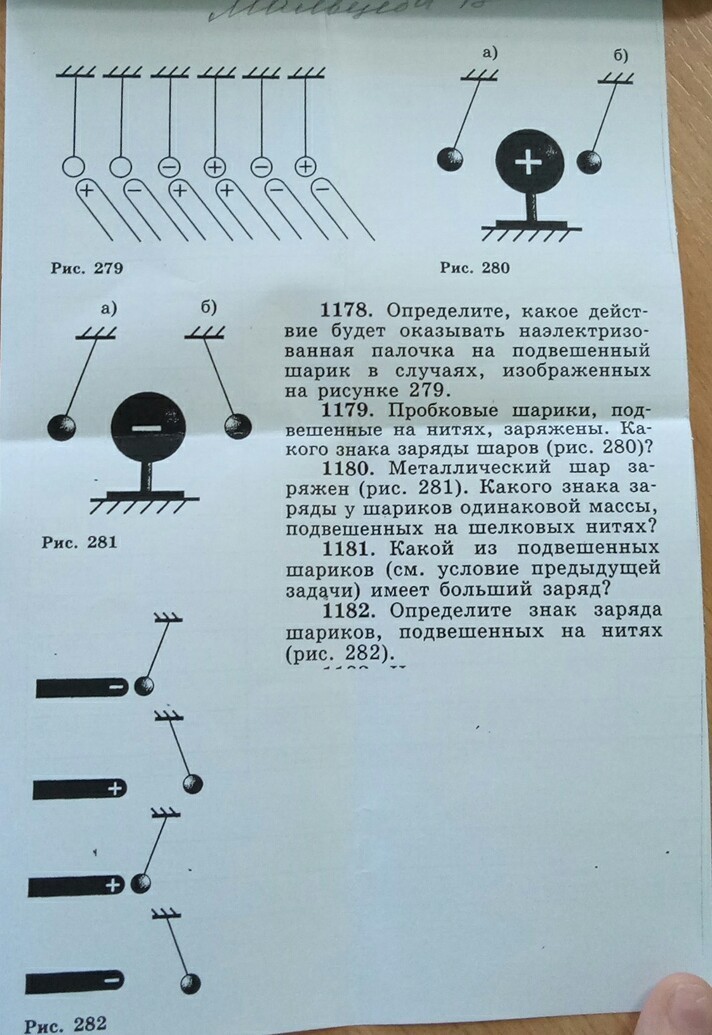 + − − + + + − − + −
Рис. 279
а) б)
+
Рис. 280
а) б)
−
Рис. 281
1178. Определите, какое дейст-
вие будет оказывать наэлектризо-
ванная палочка на подвешенный
шарик в случаях, изображенных
на рисунке 279.
1179. Пробковые шарики, под-
вешенные на нитях, заряжены. Ка-
кого знака заряды шаров (рис. 280)?
1180. Металлический шар за-
ряжен (рис. 281). Какого знака за-
ряды у шариков одинаковой массы,
подвешенных на шелковых нитях?
1181. Какой из подвешенных
шариков (см. условие предыдущей
задачи) имеет больший заряд?
1182. Определите знак заряда
шариков, подвешенных на нитях
(рис. 282).
−
+
+
−
Рис. 282